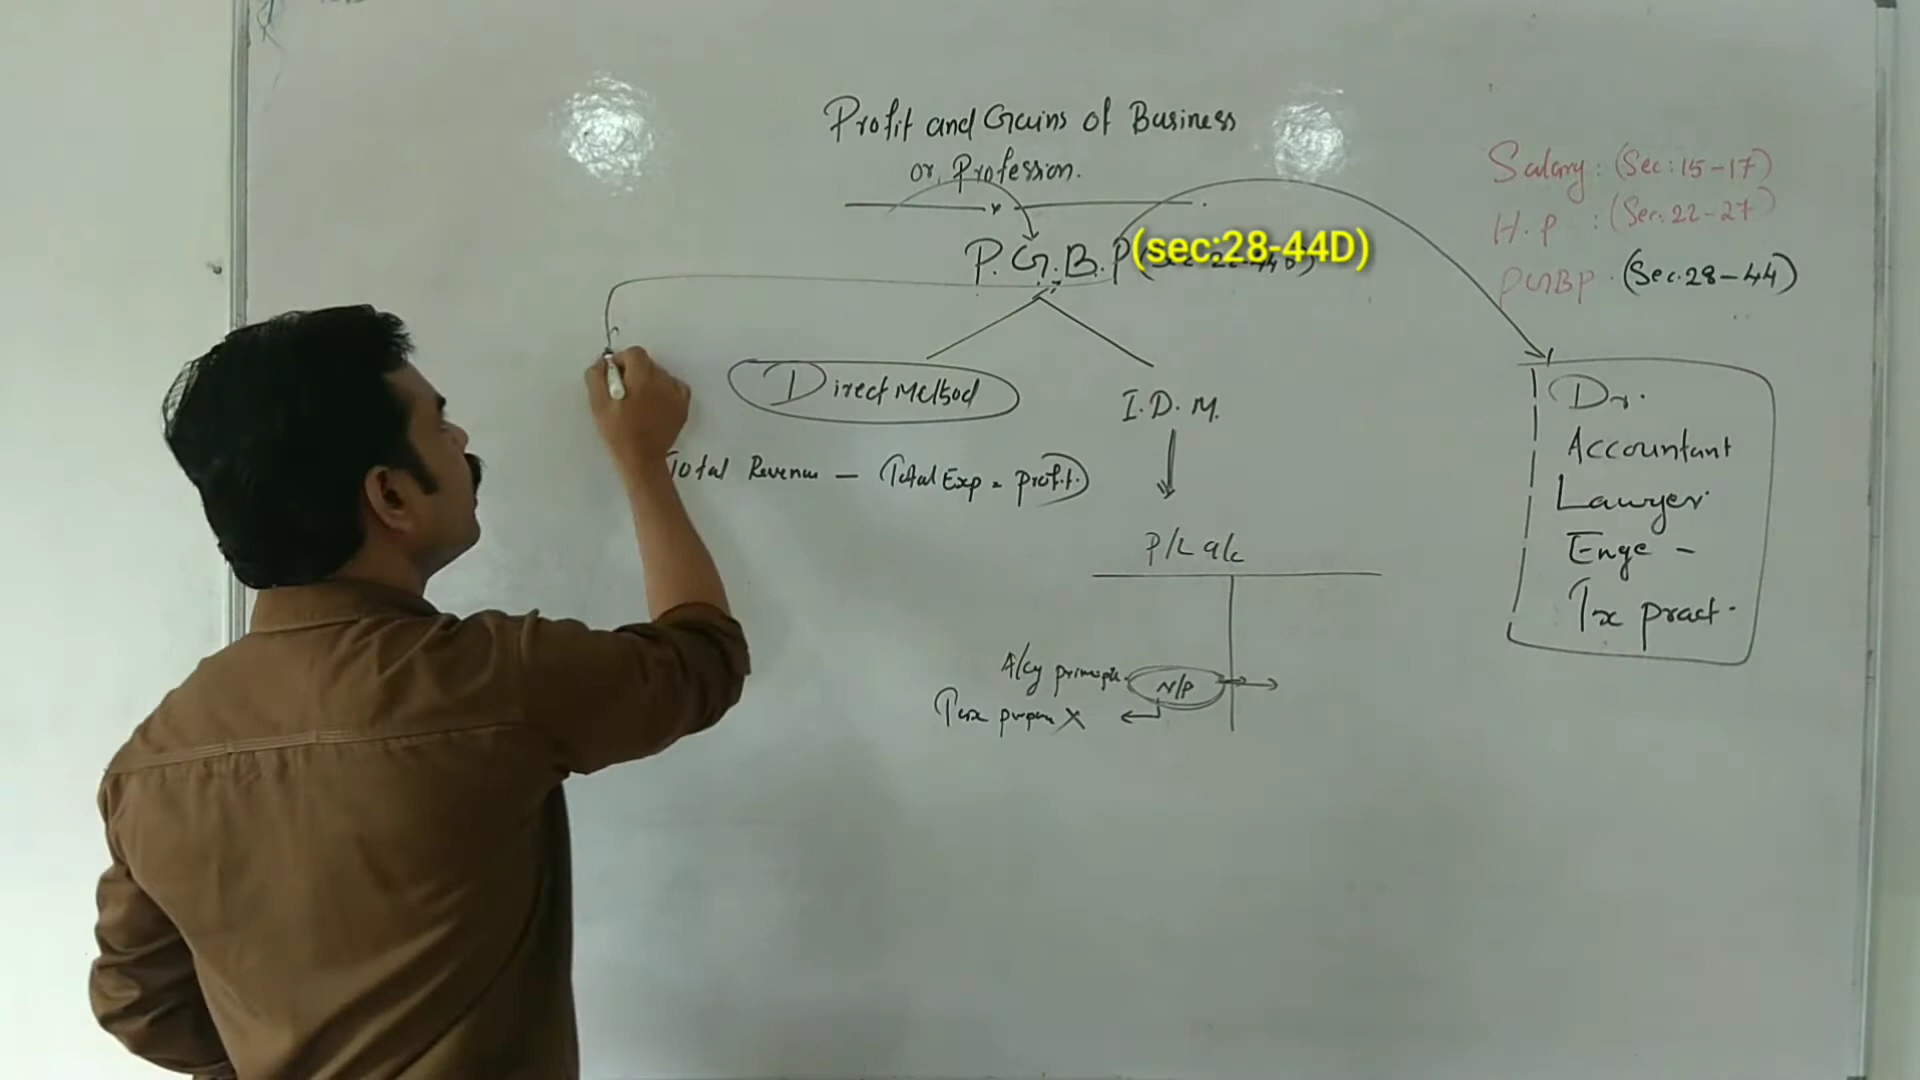 Profit and Gains of Business
or Profession.
P.G.B.P (sec:28-44D)
Direct Method
I.D.M.
Total Revenue - Total Exp = profit.
P/L a/c
A/cy principle
N/P
Tax X
Salary: (Sec: 15-17)
H.P : (Sec. 22-27)
PGBP. (Sec. 28-44)
Dr.
Accountant
Lawyer
Enge -
Tx pract.